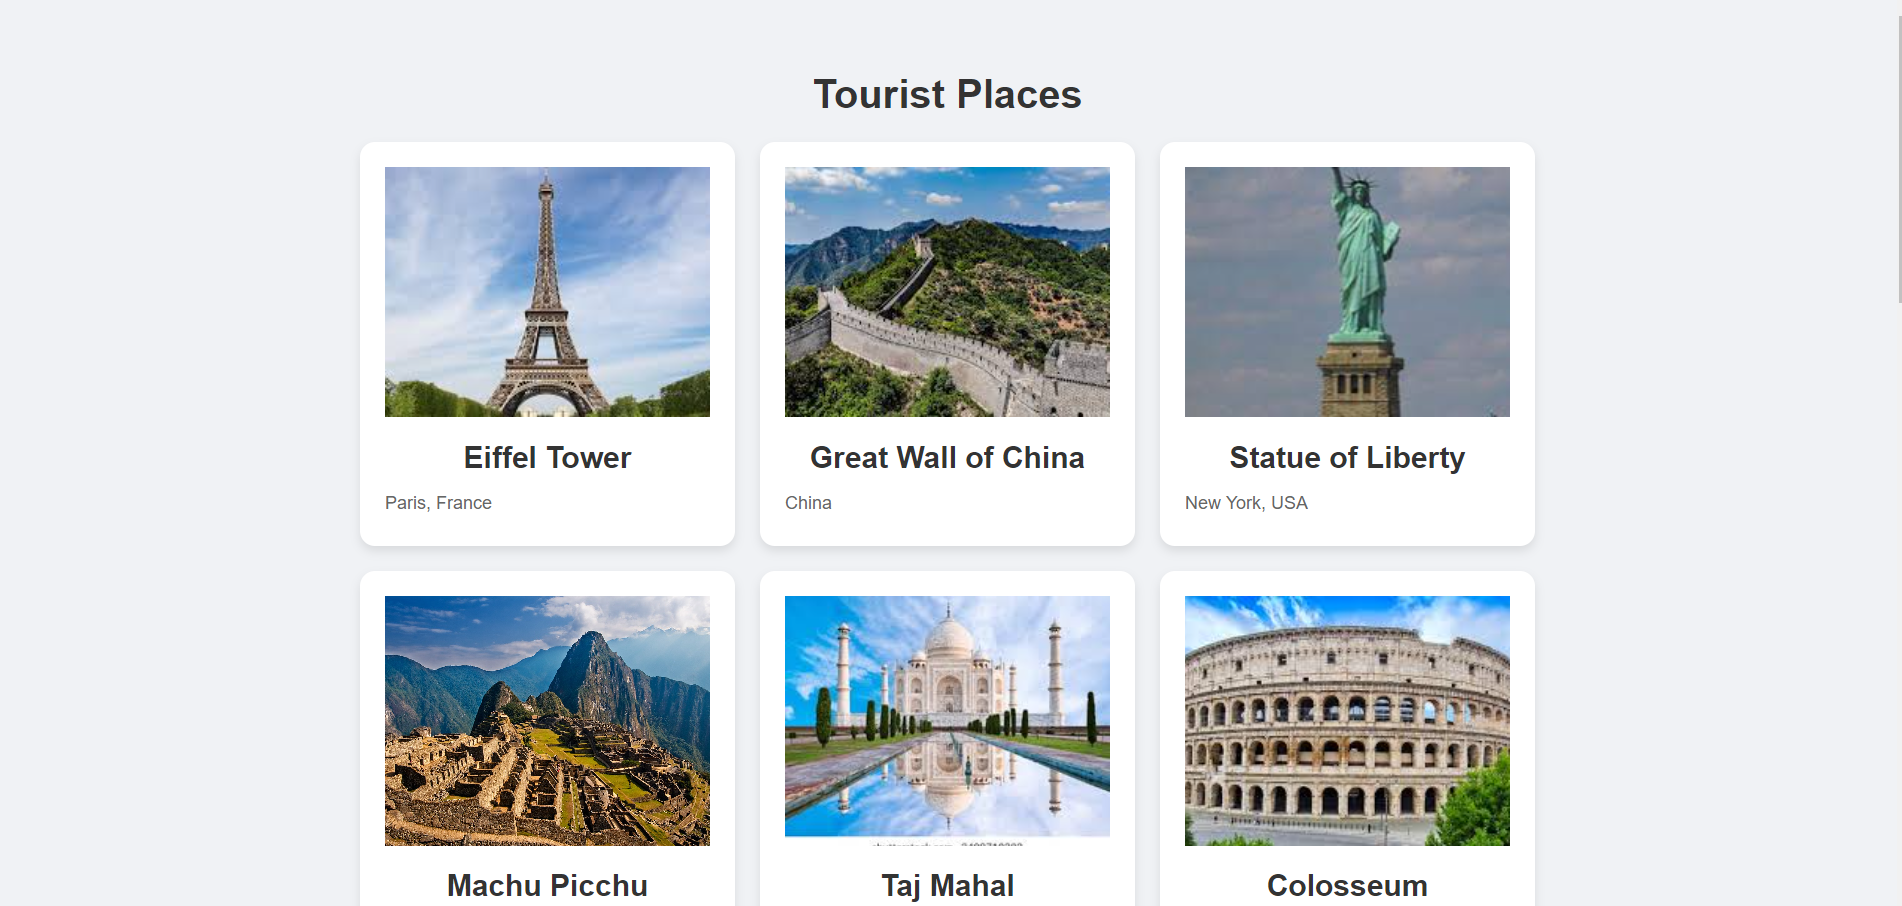 Tourist Places
Eiffel Tower
Great Wall of China
Statue of Liberty
Paris, France
China
New York, USA
Machu Picchu
Taj Mahal
Colosseum